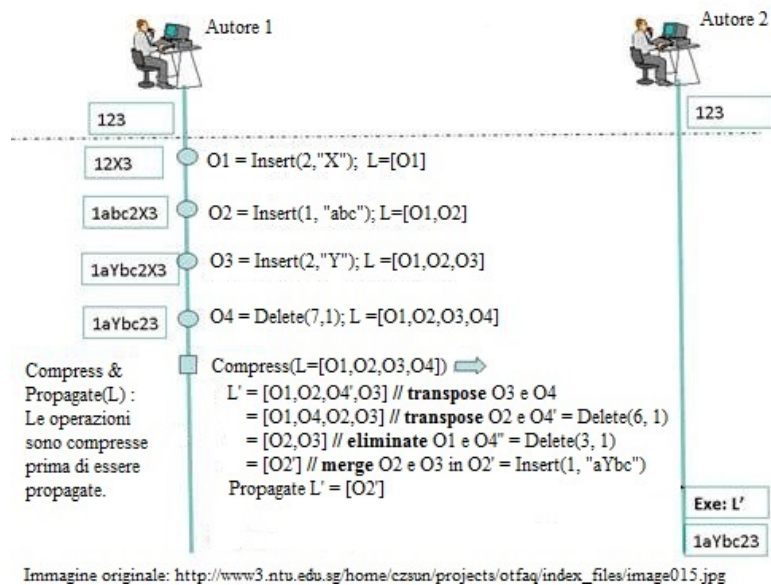 Autore 1
Autore 2
123
123
12X3
O1 = Insert(2,"X"); L=[O1]
1abc2X3
O2 = Insert(1, "abc"); L=[O1,O2]
1aYbc2X3
O3 = Insert(2,"Y"); L =[O1,O2,O3]
1aYbc23
O4 = Delete(7,1); L =[O1,O2,O3,O4]
Compress &
Propagate(L) :
Le operazioni
sono compresse
prima di essere
propagate.
Compress(L=[O1,O2,O3,O4])
L' = [O1,O2,O4',O3] // transpose O3 e O4
= [O1,O4,O2,O3] // transpose O2 e O4' = Delete(6, 1)
= [O2,O3] // eliminate O1 e O4" = Delete(3, 1)
= [O2'] // merge O2 e O3 in O2' = Insert(1, "aYbc")
Propagate L' = [O2']
Exe: L'
1aYbc23
Immagine originale: http://www3.ntu.edu.sg/home/czsun/projects/otfaq/index_files/image015.jpg